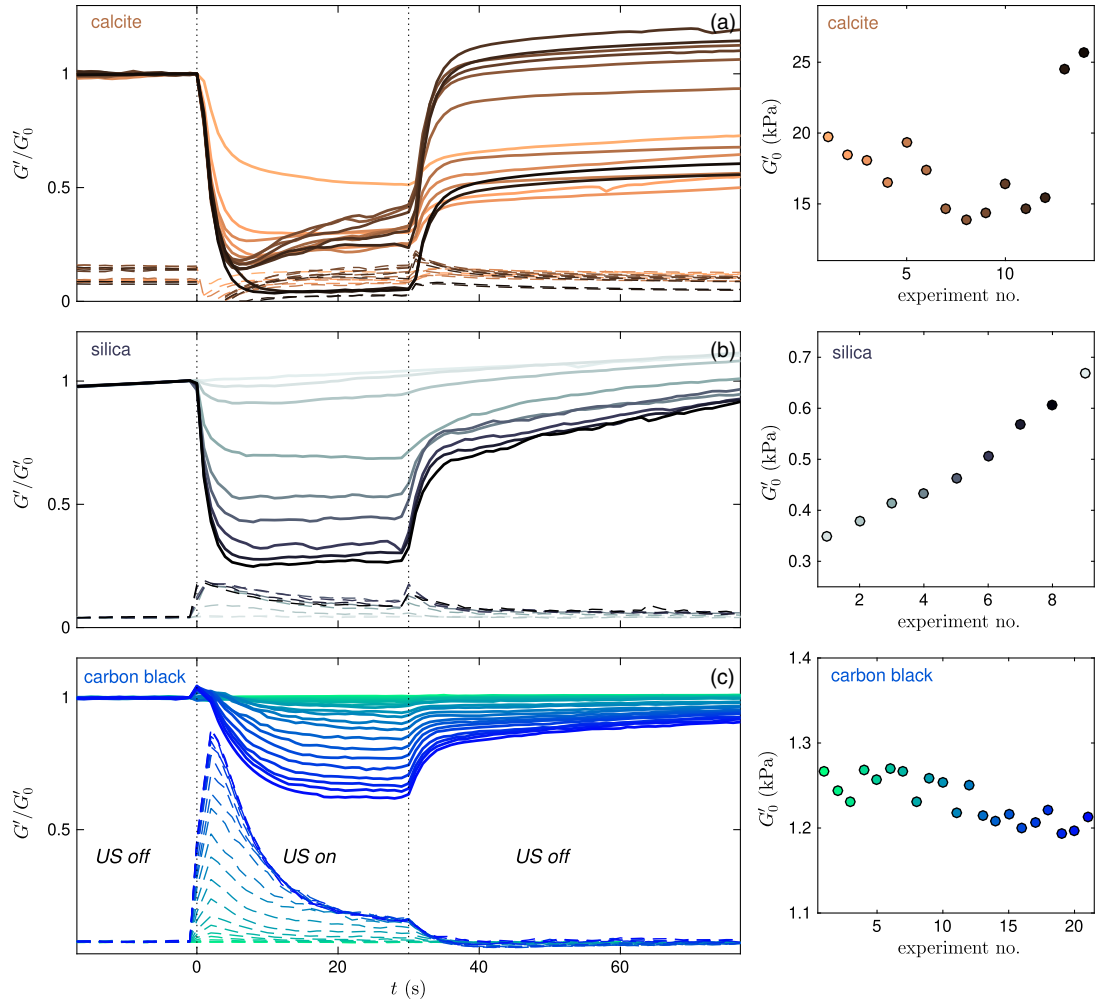 calcite
(a)
G′/G′₀
1
0.5
0
calcite
G′₀ (kPa)
25
20
15
5
10
experiment no.
silica
(b)
G′/G′₀
1
0.5
0
silica
G′₀ (kPa)
0.7
0.6
0.5
0.4
0.3
2
4
6
8
experiment no.
carbon black
(c)
G′/G′₀
1
0.5
US off
US on
US off
0
20
40
60
t (s)
carbon black
G′₀ (kPa)
1.4
1.3
1.2
1.1
5
10
15
20
experiment no.